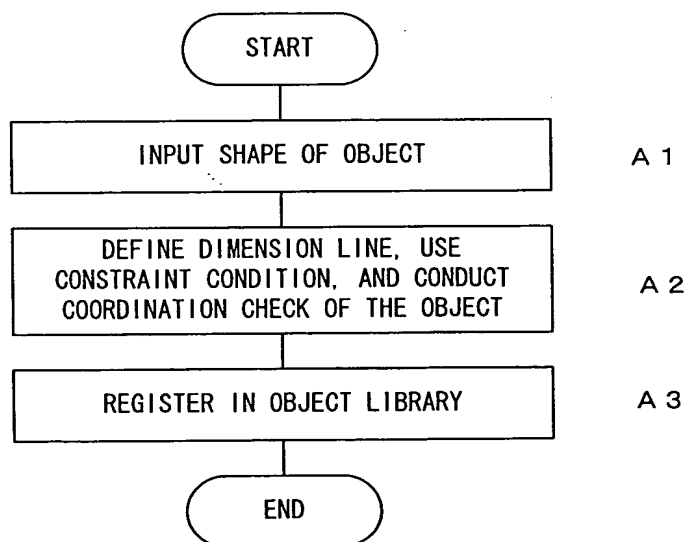 START
INPUT SHAPE OF OBJECT
A 1
DEFINE DIMENSION LINE, USE
CONSTRAINT CONDITION, AND CONDUCT
COORDINATION CHECK OF THE OBJECT
A 2
REGISTER IN OBJECT LIBRARY
A 3
END